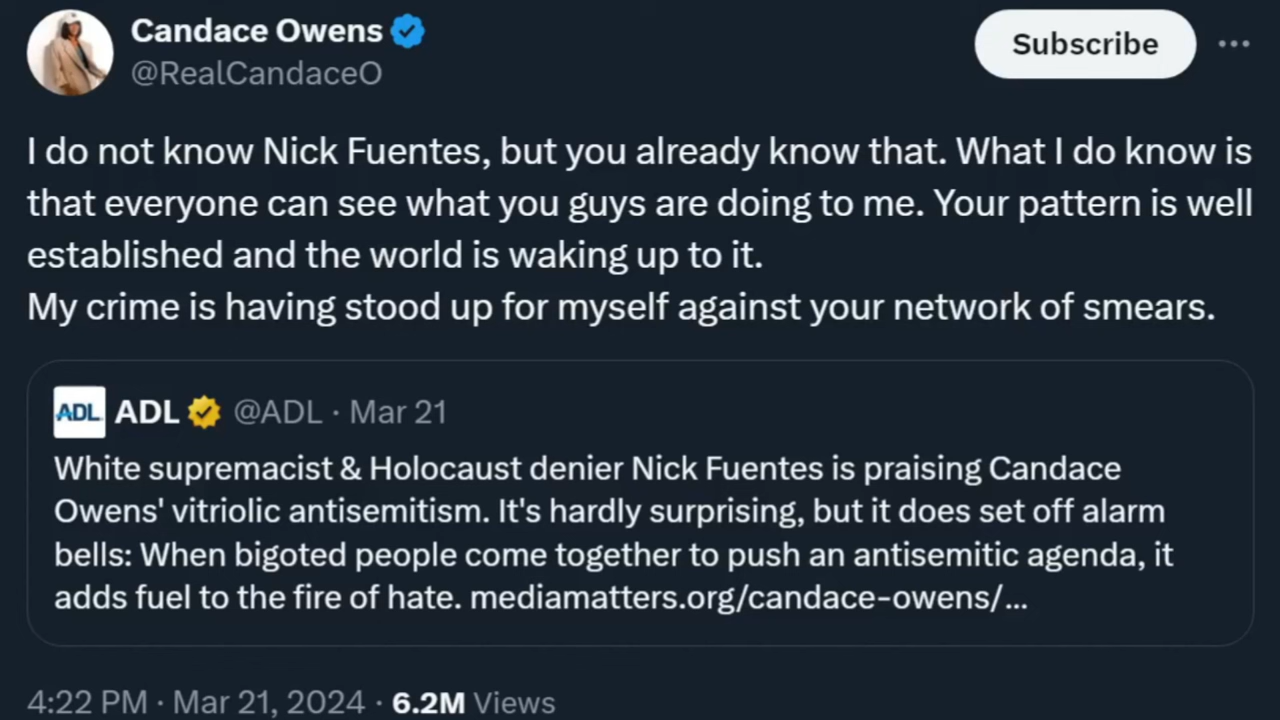 Candace Owens
Subscribe
@RealCandaceO
I do not know Nick Fuentes, but you already know that. What I do know is
that everyone can see what you guys are doing to me. Your pattern is well
established and the world is waking up to it.
My crime is having stood up for myself against your network of smears.
ADL ADL @ADL · Mar 21
White supremacist & Holocaust denier Nick Fuentes is praising Candace
Owens' vitriolic antisemitism. It's hardly surprising, but it does set off alarm
bells: When bigoted people come together to push an antisemitic agenda, it
adds fuel to the fire of hate. mediamatters.org/candace-owens/...
4:22 PM · Mar 21, 2024 · 6.2M Views